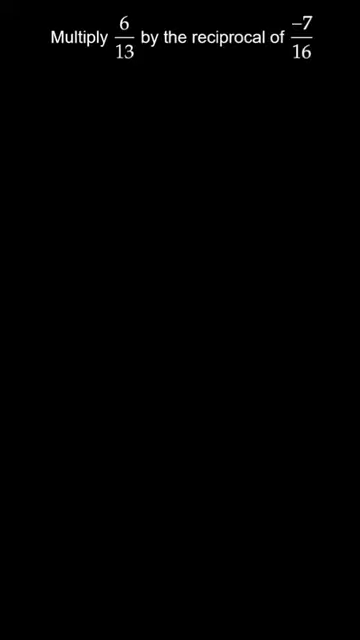 Multiply 6/13 by the reciprocal of –7/16